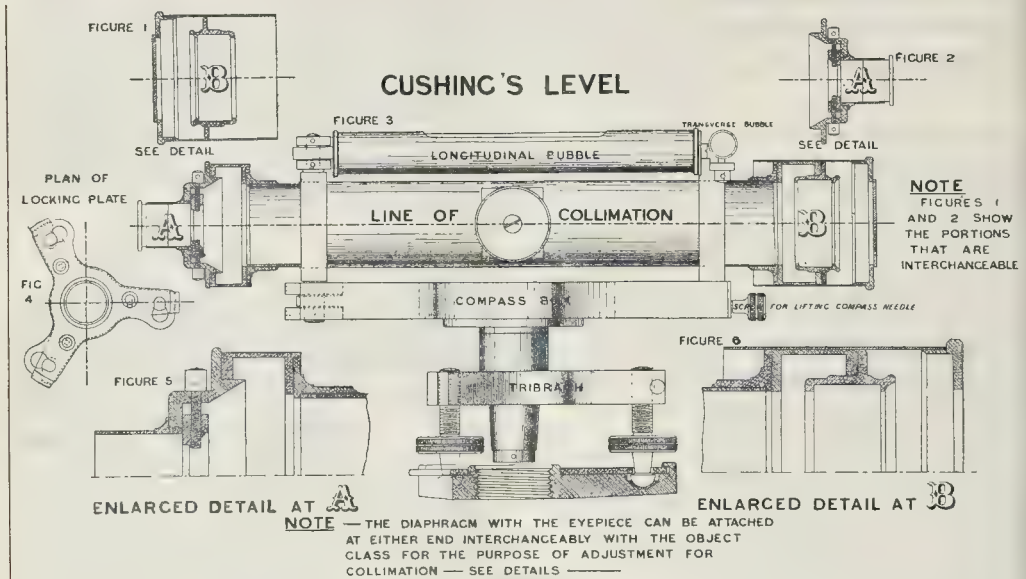 FIGURE 1
B
SEE DETAIL
CUSHING'S LEVEL
FIGURE 2
A
SEE DETAIL
FIGURE 3
TRANSVERSE BUBBLE
LONGITUDINAL BUBBLE
PLAN OF
LOCKING PLATE
A
LINE OF COLLIMATION
B
NOTE
FIGURES 1
AND 2 SHOW
THE PORTIONS
THAT ARE
INTERCHANGEABLE
FIG
4
COMPASS BOX
SCREW FOR LIFTING COMPASS NEEDLE
FIGURE 5
TRIBRACH
FIGURE 6
ENLARGED DETAIL AT A
ENLARGED DETAIL AT B
NOTE — THE DIAPHRAGM WITH THE EYEPIECE CAN BE ATTACHED
AT EITHER END INTERCHANGEABLY WITH THE OBJECT
GLASS FOR THE PURPOSE OF ADJUSTMENT FOR
COLLIMATION — SEE DETAILS —